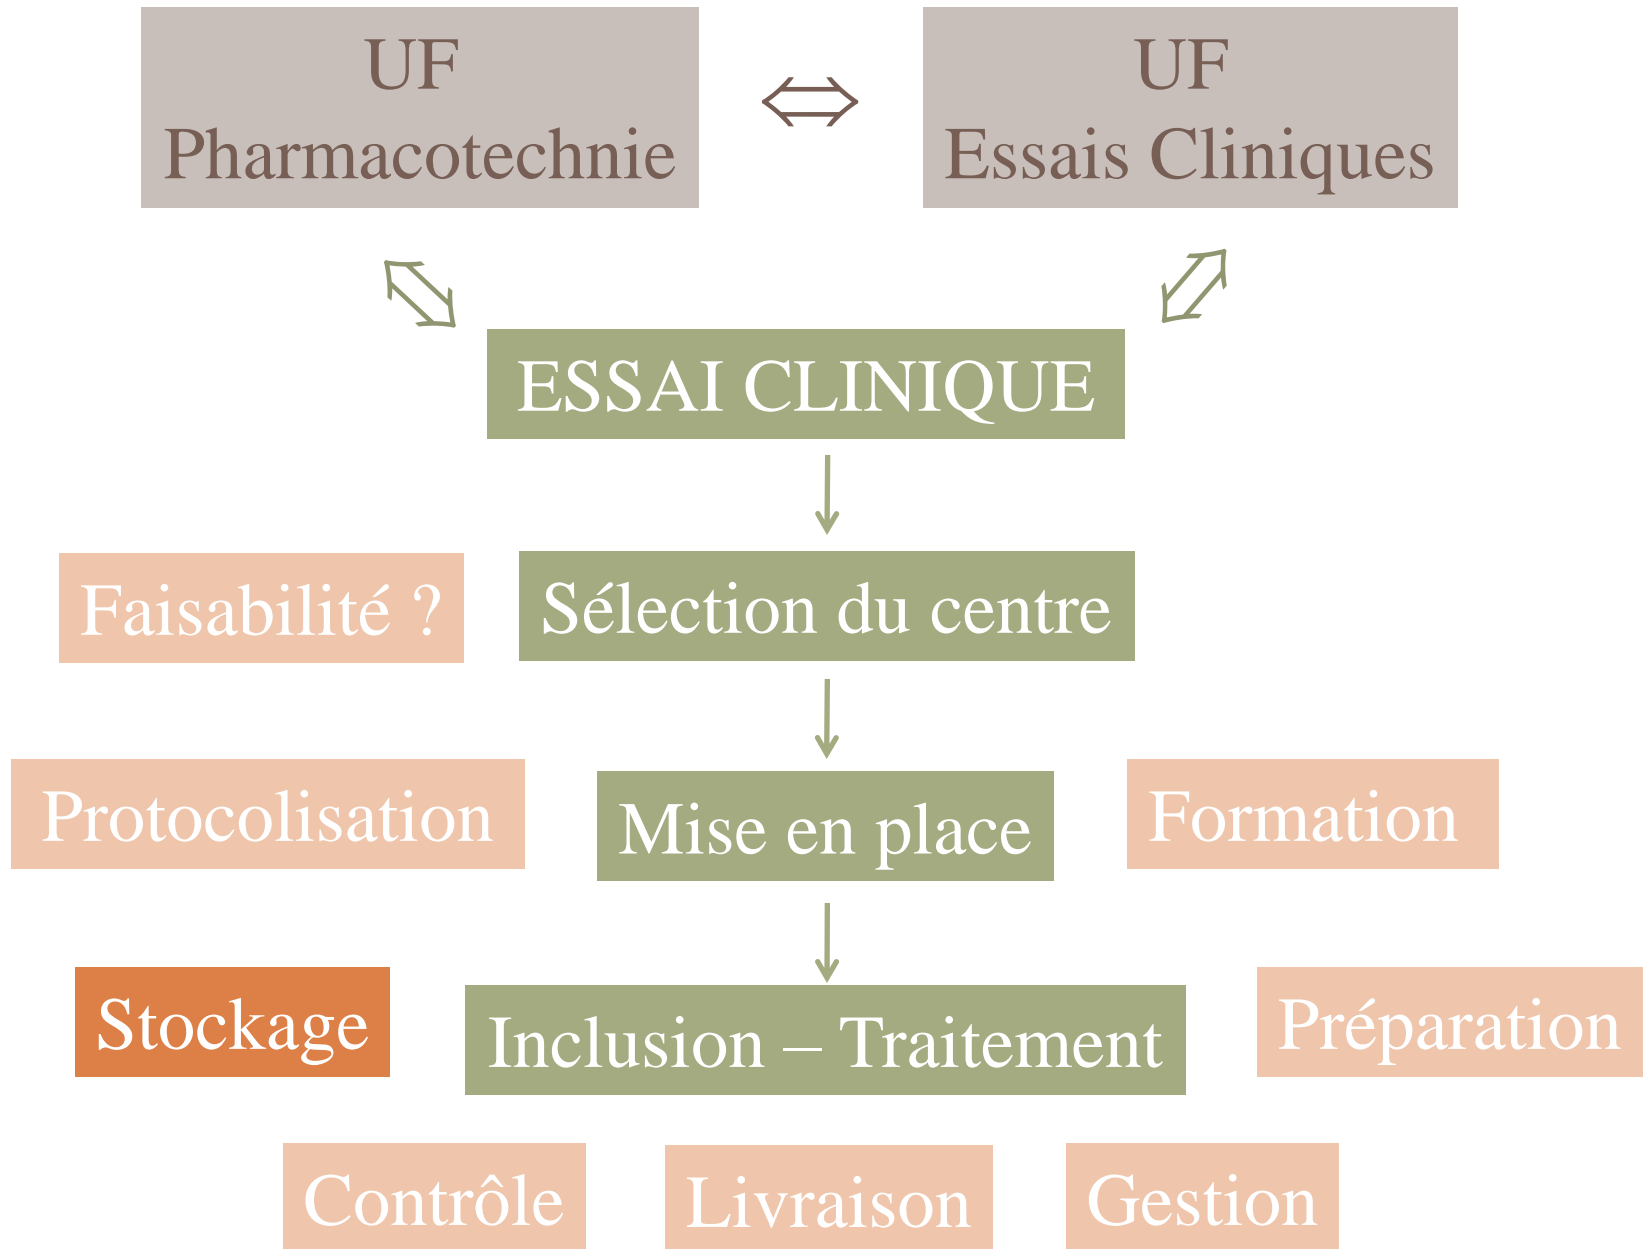 UF
Pharmacotechnie
UF
Essais Cliniques
ESSAI CLINIQUE
Faisabilité ?
Sélection du centre
Protocolisation
Mise en place
Formation
Stockage
Inclusion – Traitement
Préparation
Contrôle
Livraison
Gestion